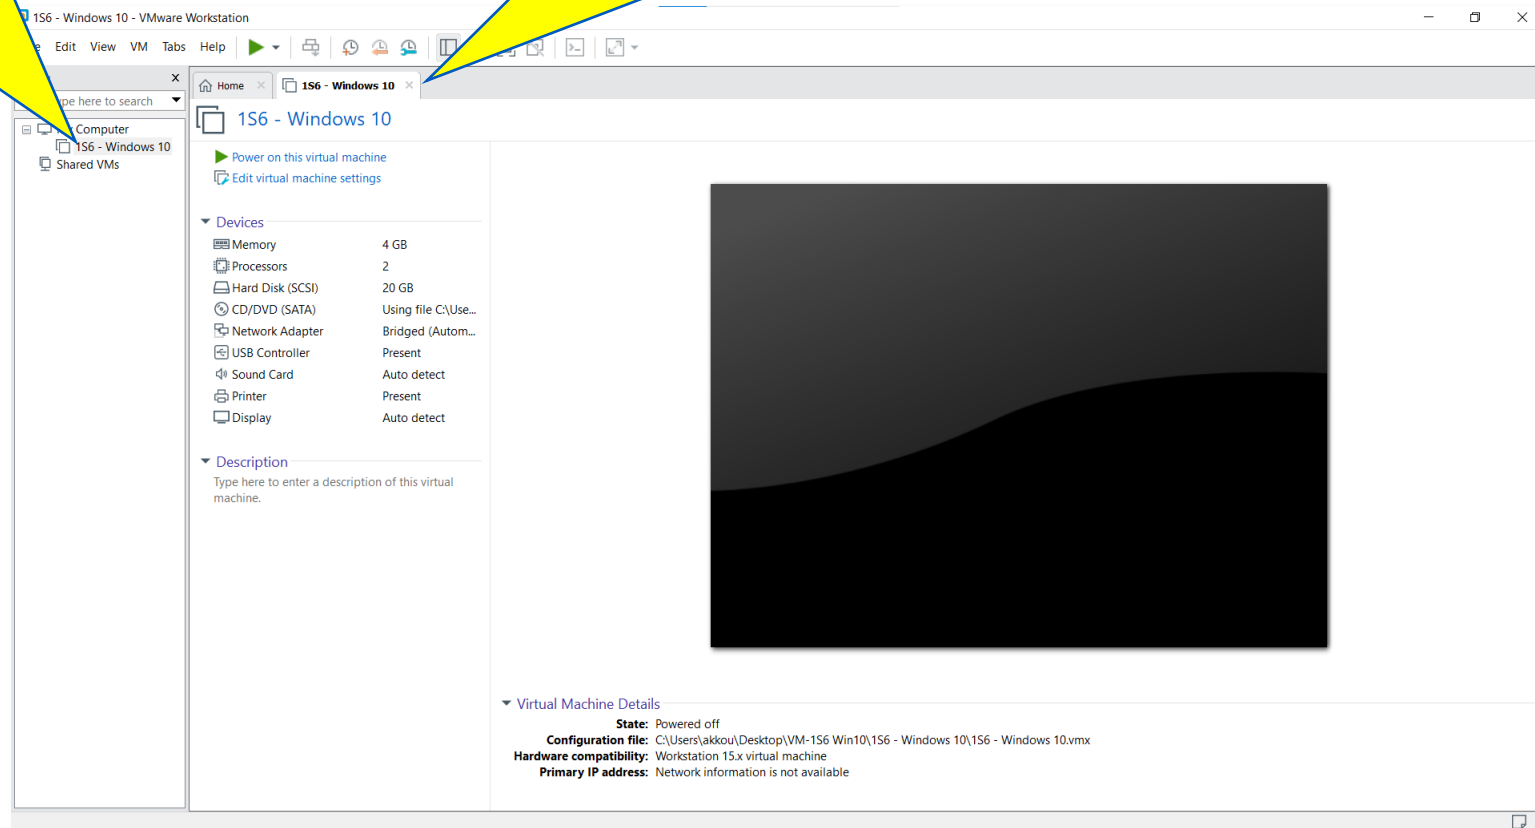 1S6 - Windows 10 - VMware Workstation
Edit View VM Tabs Help
Home
1S6 - Windows 10
here to search
Computer
1S6 - Windows 10
Shared VMs
1S6 - Windows 10
Power on this virtual machine
Edit virtual machine settings
Devices
Memory 4 GB
Processors 2
Hard Disk (SCSI) 20 GB
CD/DVD (SATA) Using file C:\Use...
Network Adapter Bridged (Autom...
USB Controller Present
Sound Card Auto detect
Printer Present
Display Auto detect
Description
Type here to enter a description of this virtual
machine.
Virtual Machine Details
State: Powered off
Configuration file: C:\Users\akkou\Desktop\VM-1S6 Win10\1S6 - Windows 10\1S6 - Windows 10.vmx
Hardware compatibility: Workstation 15.x virtual machine
Primary IP address: Network information is not available